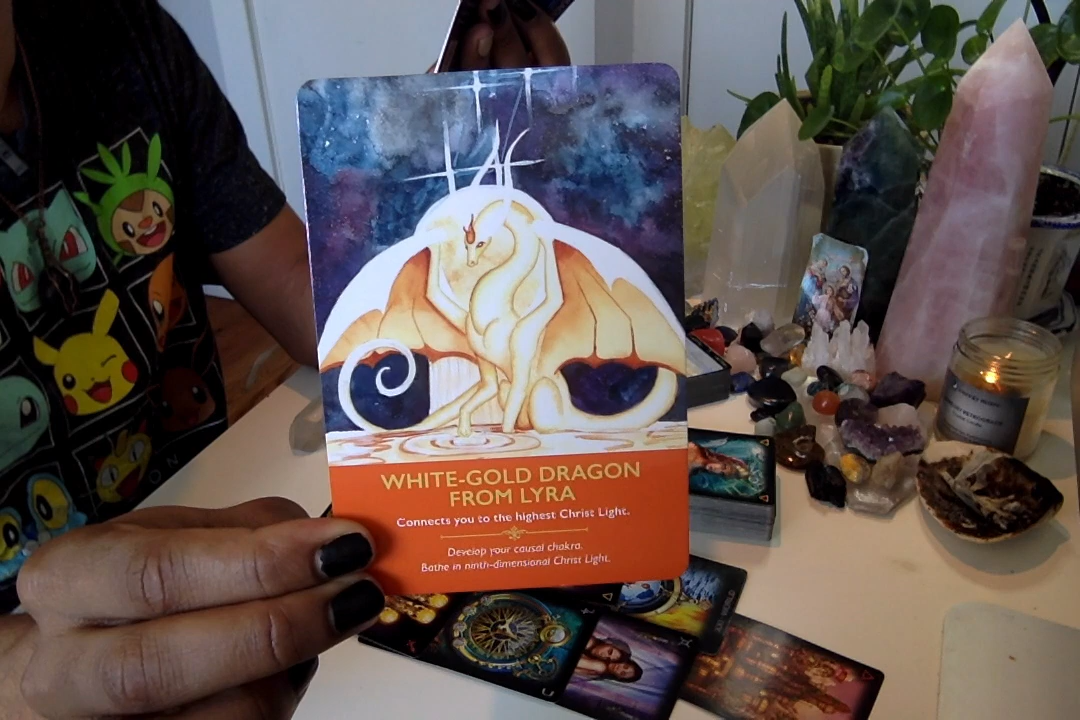 WHITE-GOLD DRAGON
FROM LYRA
Connects you to the highest Christ Light.
Develop your causal chakra.
Bathe in ninth-dimensional Christ Light.